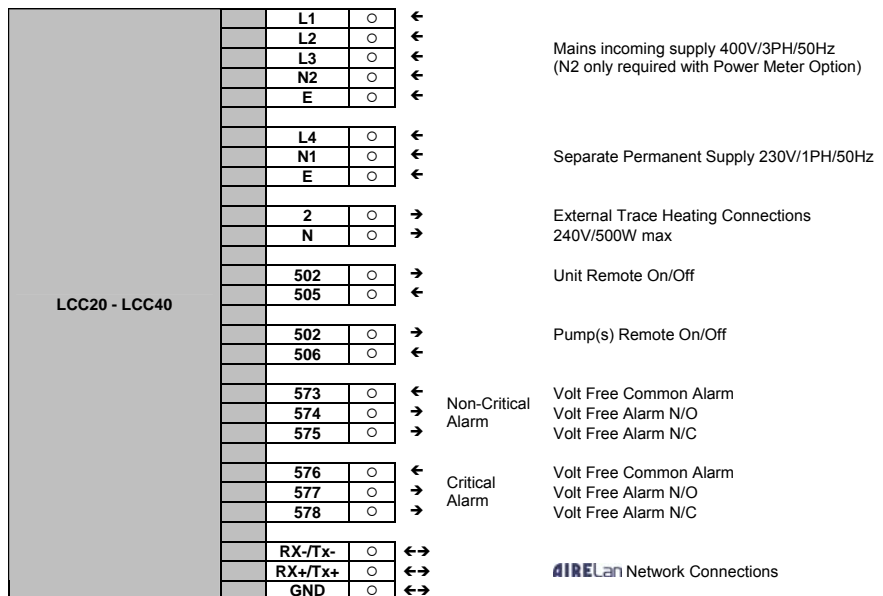 L1
L2
L3
N2
E
Mains incoming supply 400V/3PH/50Hz
(N2 only required with Power Meter Option)
L4
N1
E
Separate Permanent Supply 230V/1PH/50Hz
2
N
External Trace Heating Connections
240V/500W max
LCC20 - LCC40
502
505
Unit Remote On/Off
502
506
Pump(s) Remote On/Off
573
574
575
Non-Critical
Alarm
Volt Free Common Alarm
Volt Free Alarm N/O
Volt Free Alarm N/C
576
577
578
Critical
Alarm
Volt Free Common Alarm
Volt Free Alarm N/O
Volt Free Alarm N/C
RX-/Tx-
RX+/Tx+
GND
AIRELan Network Connections